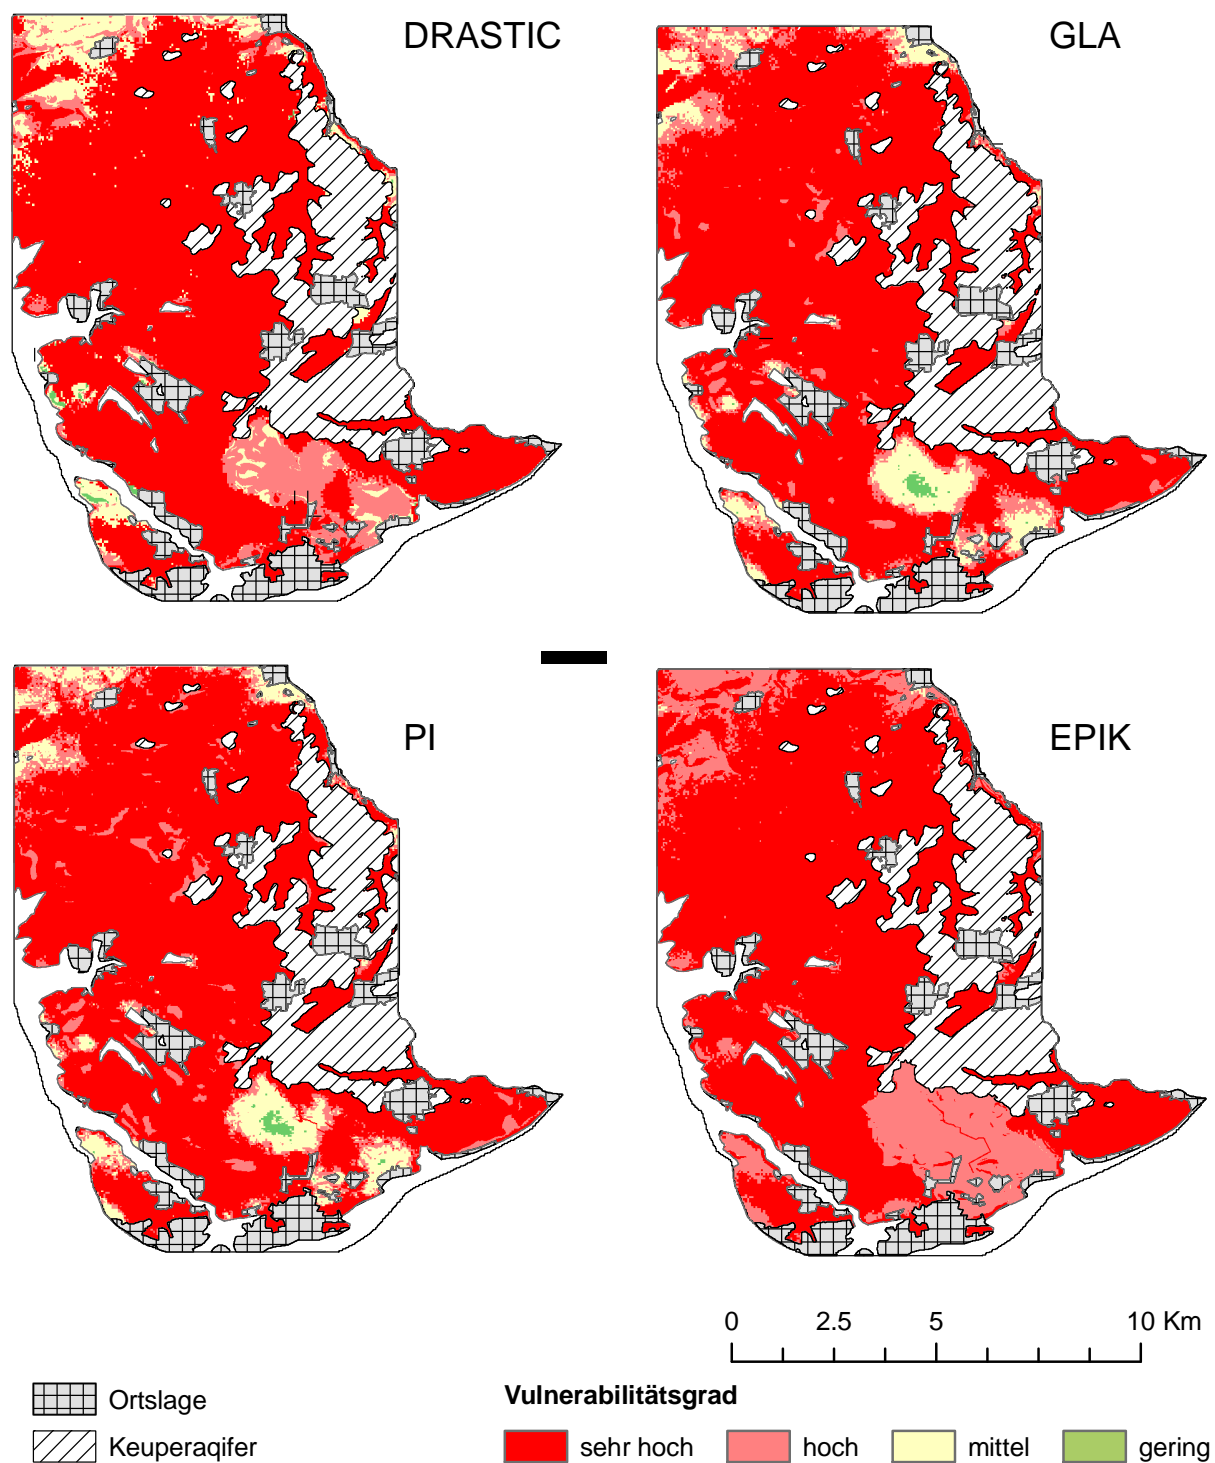 DRASTIC
GLA
PI
EPIK
0 2.5 5 10 Km
Ortslage
Keuperaqifer
Vulnerabilitätsgrad
sehr hoch hoch mittel gering